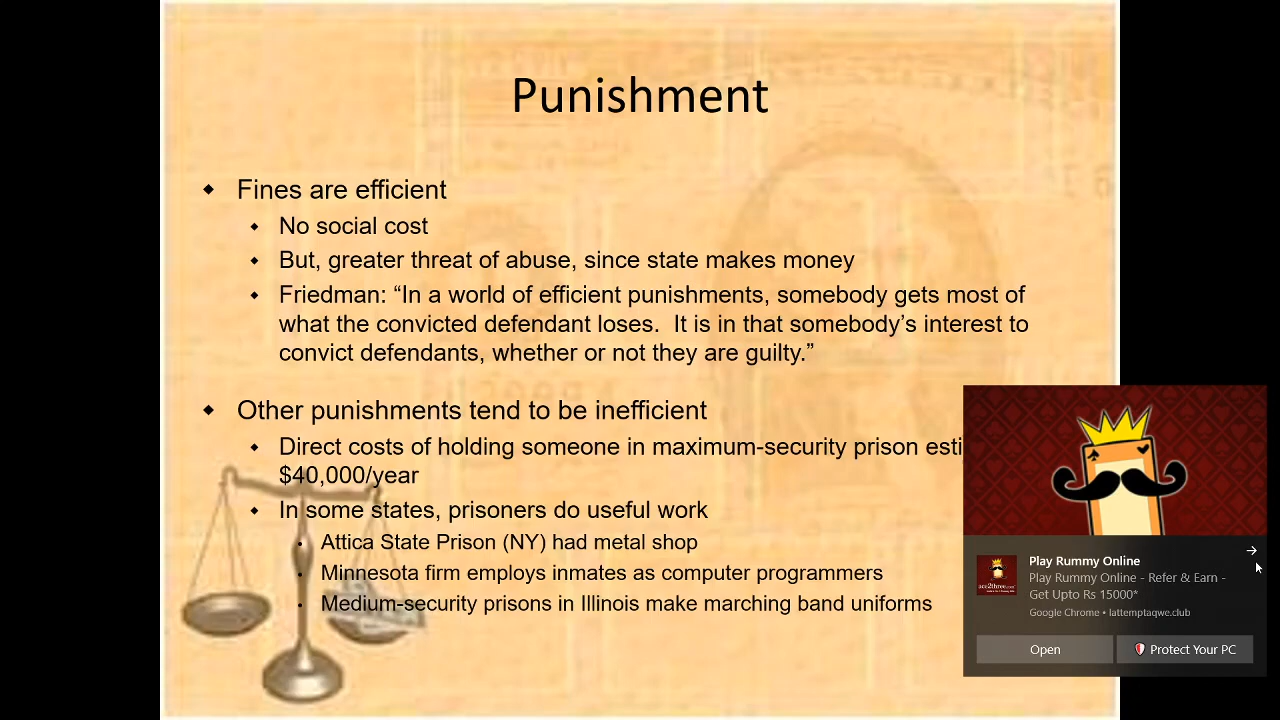 Punishment
Fines are efficient
No social cost
But, greater threat of abuse, since state makes money
Friedman: “In a world of efficient punishments, somebody gets most of
what the convicted defendant loses.  It is in that somebody’s interest to
convict defendants, whether or not they are guilty.”
Other punishments tend to be inefficient
Direct costs of holding someone in maximum-security prison esti
$40,000/year
In some states, prisoners do useful work
Attica State Prison (NY) had metal shop
Minnesota firm employs inmates as computer programmers
Medium-security prisons in Illinois make marching band uniforms
Play Rummy Online
Play Rummy Online - Refer & Earn -
Get Upto Rs 15000*
Google Chrome • lattemptaqwe.club
Open
Protect Your PC